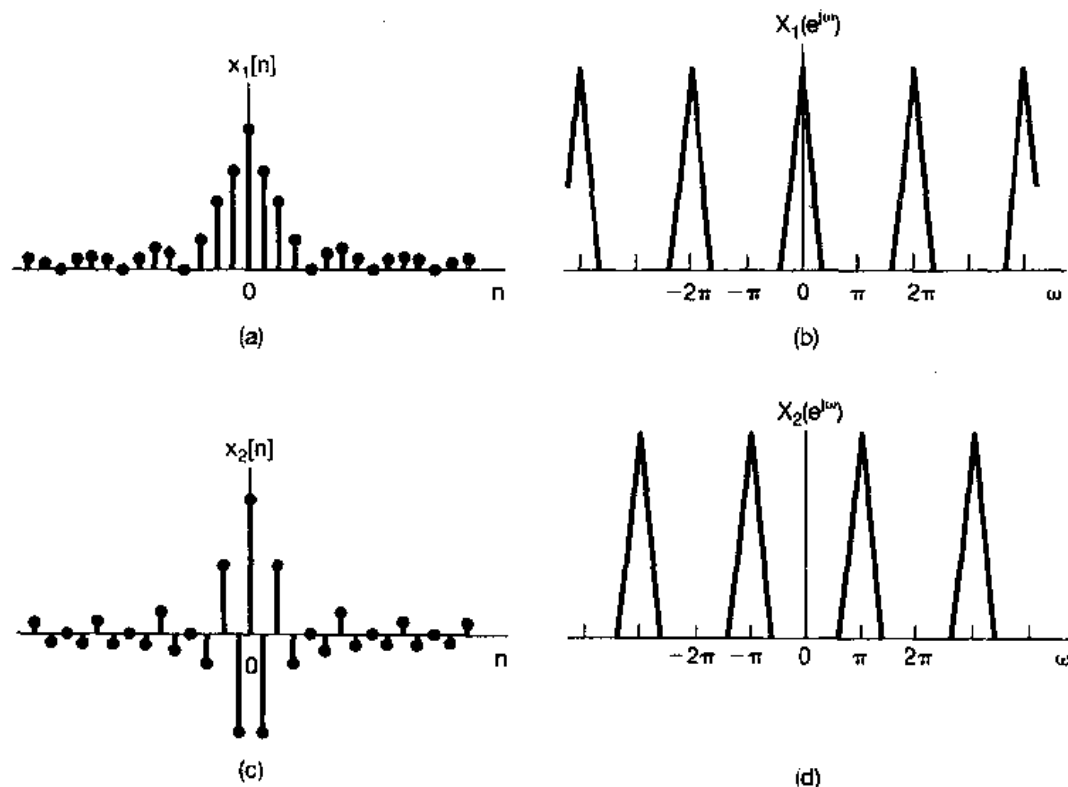 x₁[n]
0
n
(a)
X₁(e^{jω})
−2π −π 0 π 2π ω
(b)
x₂[n]
0
n
(c)
X₂(e^{jω})
−2π −π 0 π 2π ω
(d)